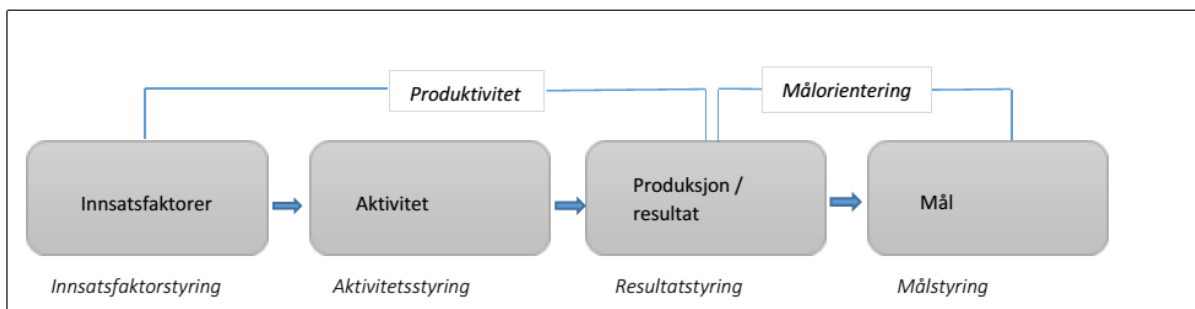 Produktivitet
Målorientering
Innsatsfaktorer
Aktivitet
Produksjon /
resultat
Mål
Innsatsfaktorstyring
Aktivitetsstyring
Resultatstyring
Målstyring